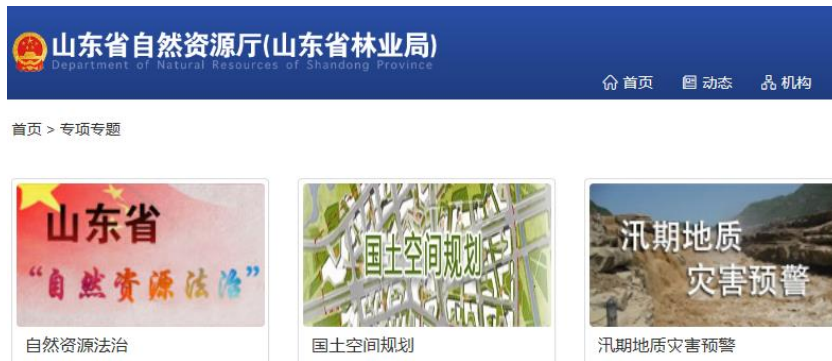 山东省自然资源厅(山东省林业局)
Department of Natural Resources of Shandong Province
首页 动态 机构
首页 > 专项专题
山东省
“自然资源法治”
国土空间规划
汛期地质
灾害预警
自然资源法治
国土空间规划
汛期地质灾害预警